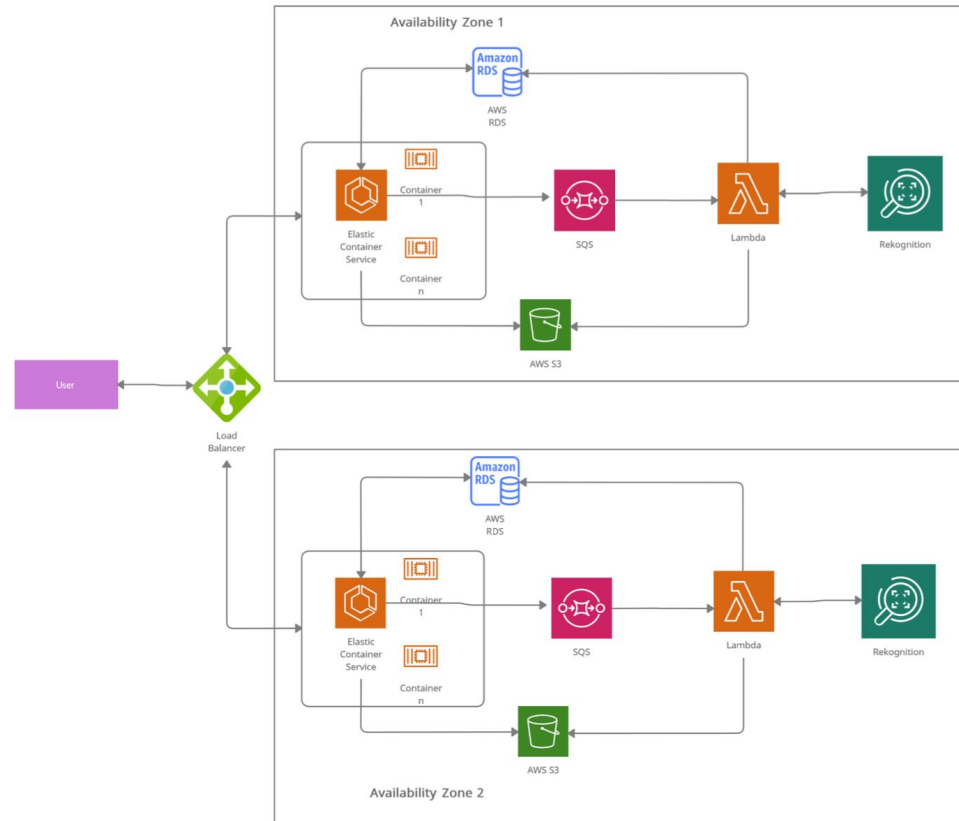 Availability Zone 1
Amazon
RDS
AWS
RDS
Container
1
Elastic
Container
Service
Container
n
SQS
Lambda
Rekognition
AWS S3
User
Load
Balancer
Amazon
RDS
AWS
RDS
Container
1
Elastic
Container
Service
Container
n
SQS
Lambda
Rekognition
AWS S3
Availability Zone 2